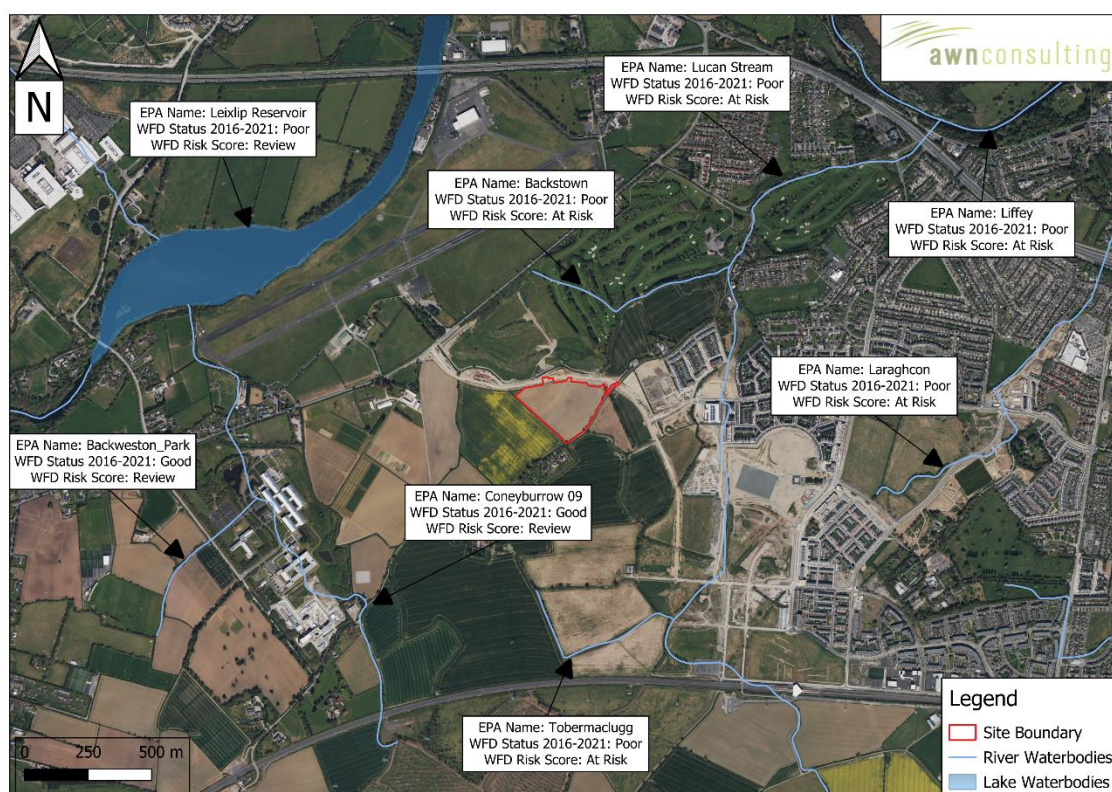 awnconsulting
N
EPA Name: Lucan Stream
WFD Status 2016-2021: Poor
WFD Risk Score: At Risk
EPA Name: Leixlip Reservoir
WFD Status 2016-2021: Poor
WFD Risk Score: Review
EPA Name: Backstown
WFD Status 2016-2021: Poor
WFD Risk Score: At Risk
EPA Name: Liffey
WFD Status 2016-2021: Poor
WFD Risk Score: At Risk
EPA Name: Laraghcon
WFD Status 2016-2021: Poor
WFD Risk Score: At Risk
EPA Name: Backweston_Park
WFD Status 2016-2021: Good
WFD Risk Score: Review
EPA Name: Coneyburrow 09
WFD Status 2016-2021: Good
WFD Risk Score: Review
EPA Name: Tobermaclugg
WFD Status 2016-2021: Poor
WFD Risk Score: At Risk
0 250 500 m
Legend
Site Boundary
River Waterbodies
Lake Waterbodies